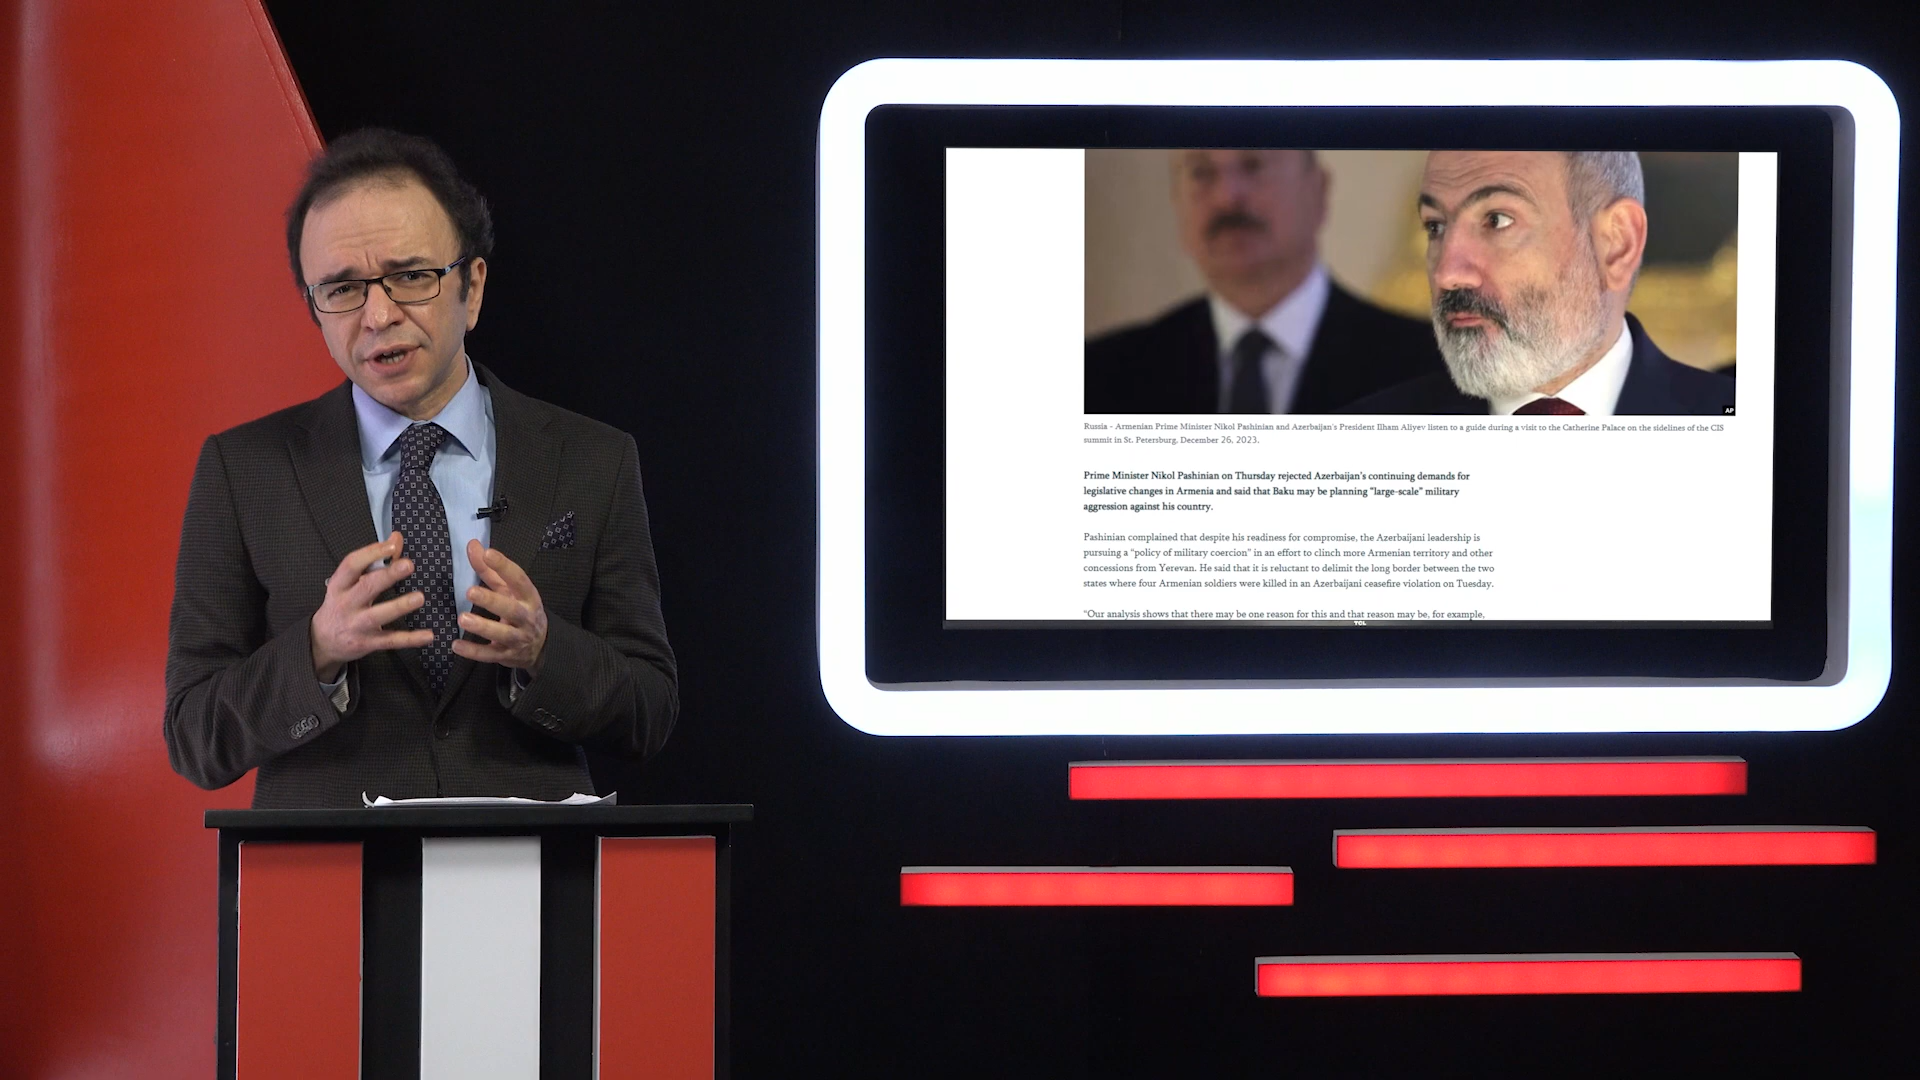 AP
Russia - Armenian Prime Minister Nikol Pashinian and Azerbaijan's President Ilham Aliyev listen to a guide during a visit to the Catherine Palace on the sidelines of the CIS
summit in St. Petersburg, December 26, 2023.
Prime Minister Nikol Pashinian on Thursday rejected Azerbaijan's continuing demands for
legislative changes in Armenia and said that Baku may be planning "large-scale" military
aggression against his country.
Pashinian complained that despite his readiness for compromise, the Azerbaijani leadership is
pursuing a "policy of military coercion" in an effort to clinch more Armenian territory and other
concessions from Yerevan. He said that it is reluctant to delimit the long border between the two
states where four Armenian soldiers were killed in an Azerbaijani ceasefire violation on Tuesday.
"Our analysis shows that there may be one reason for this and that reason may be, for example,
TCL